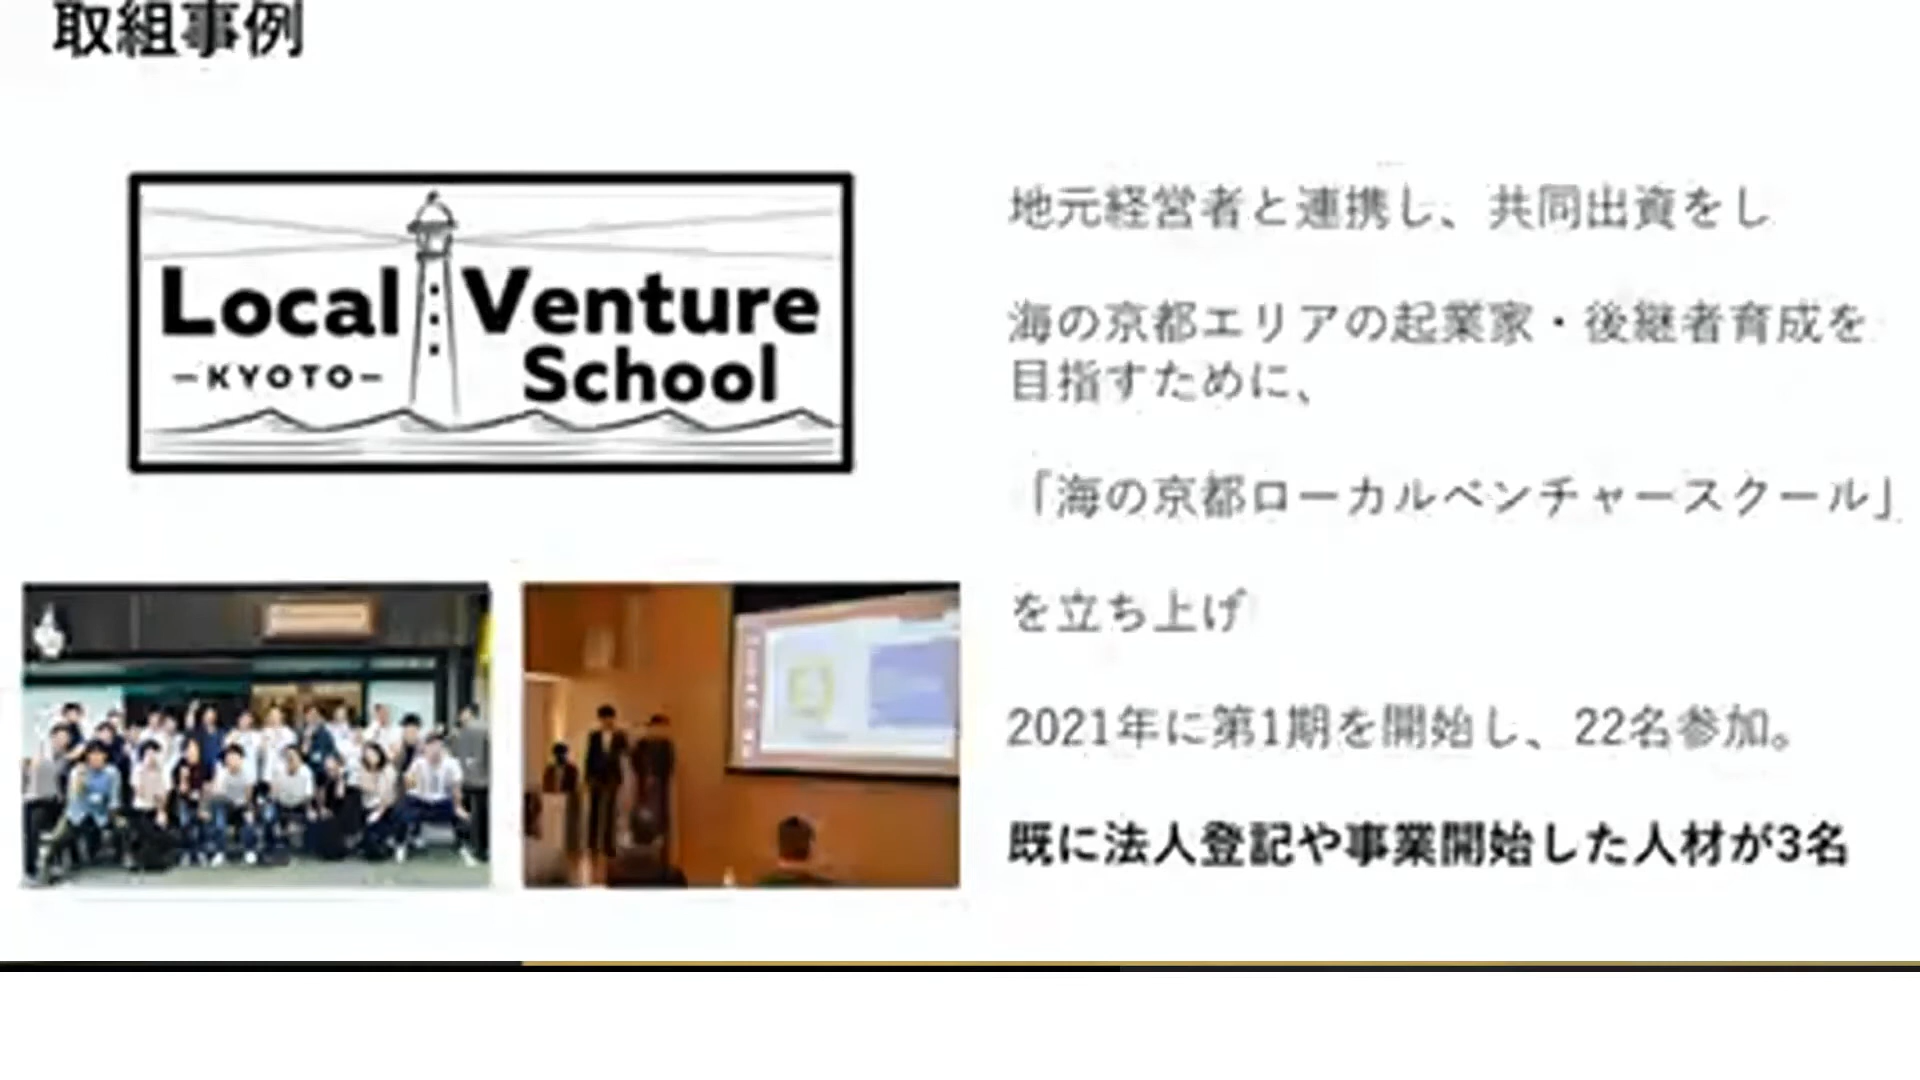 取組事例
Local Venture
-KYOTO- School
地元経営者と連携し、共同出資をし
海の京都エリアの起業家・後継者育成を
目指すために、
「海の京都ローカルベンチャースクール」
を立ち上げ
2021年に第1期を開始し、22名参加。
既に法人登記や事業開始した人材が3名